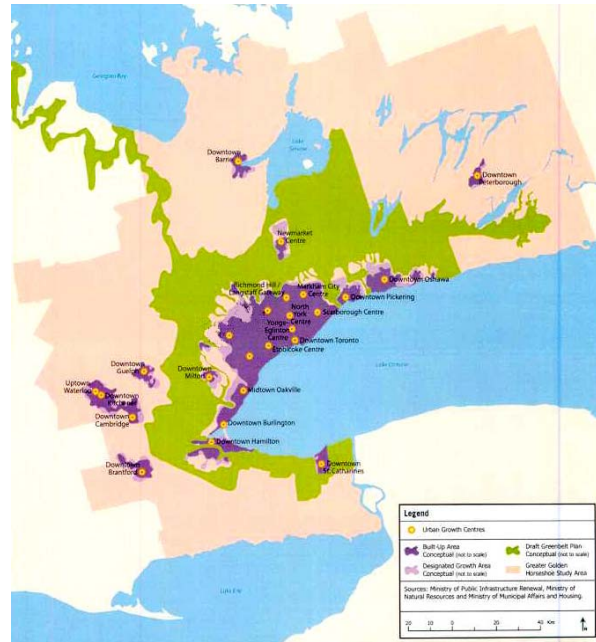 Georgian Bay
Lake
Simcoe
Downtown
Barrie
Downtown
Peterborough
Newmarket
Centre
Richmond Hill /
Langstaff Gateway
Markham City
Centre
Downtown Oshawa
Downtown Pickering
North
York
Centre
Scarborough Centre
Yonge-
Eglinton
Centre
Downtown Toronto
Etobicoke Centre
Lake Ontario
Downtown
Guelph
Downtown
Milton
Uptown
Waterloo
Downtown
Kitchener
Midtown Oakville
Downtown
Cambridge
Downtown Burlington
Downtown Hamilton
Downtown
Brantford
Downtown
St. Catharines
Lake Erie
Legend
Urban Growth Centres
Built-Up Area
Conceptual (not to scale)
Draft Greenbelt Plan
Conceptual (not to scale)
Designated Growth Area
Conceptual (not to scale)
Greater Golden
Horseshoe Study Area
Sources: Ministry of Public Infrastructure Renewal, Ministry of
Natural Resources and Ministry of Municipal Affairs and Housing.
20 10 0 20 40 Km